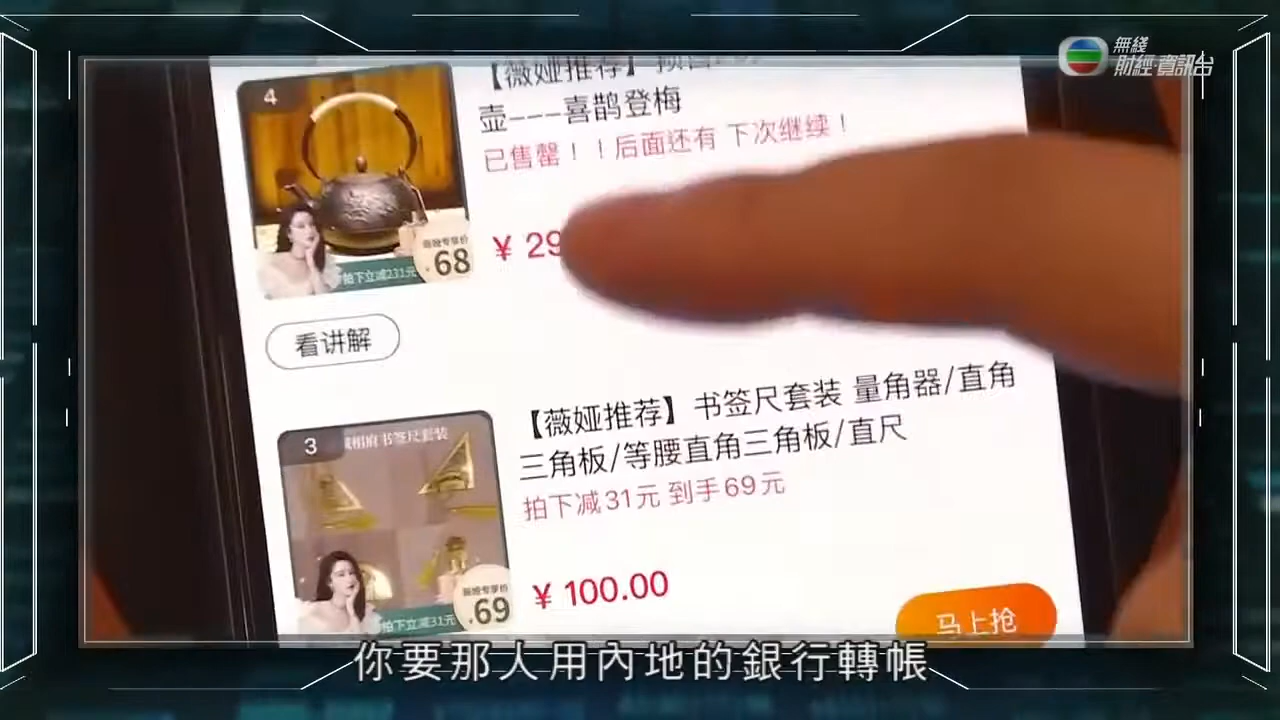 無綫
財經·資訊台
4
【薇娅推荐】
壶---喜鹊登梅
已售罄！！后面还有 下次继续！
¥ 29
薇娅专享价
68
拍下立减231元
看讲解
3
书签尺套装
【薇娅推荐】书签尺套装 量角器/直角
三角板/等腰直角三角板/直尺
拍下减31元 到手69元
¥ 100.00
薇娅专享价
69
拍下立减31元
马上抢
你要那人用內地的銀行轉帳